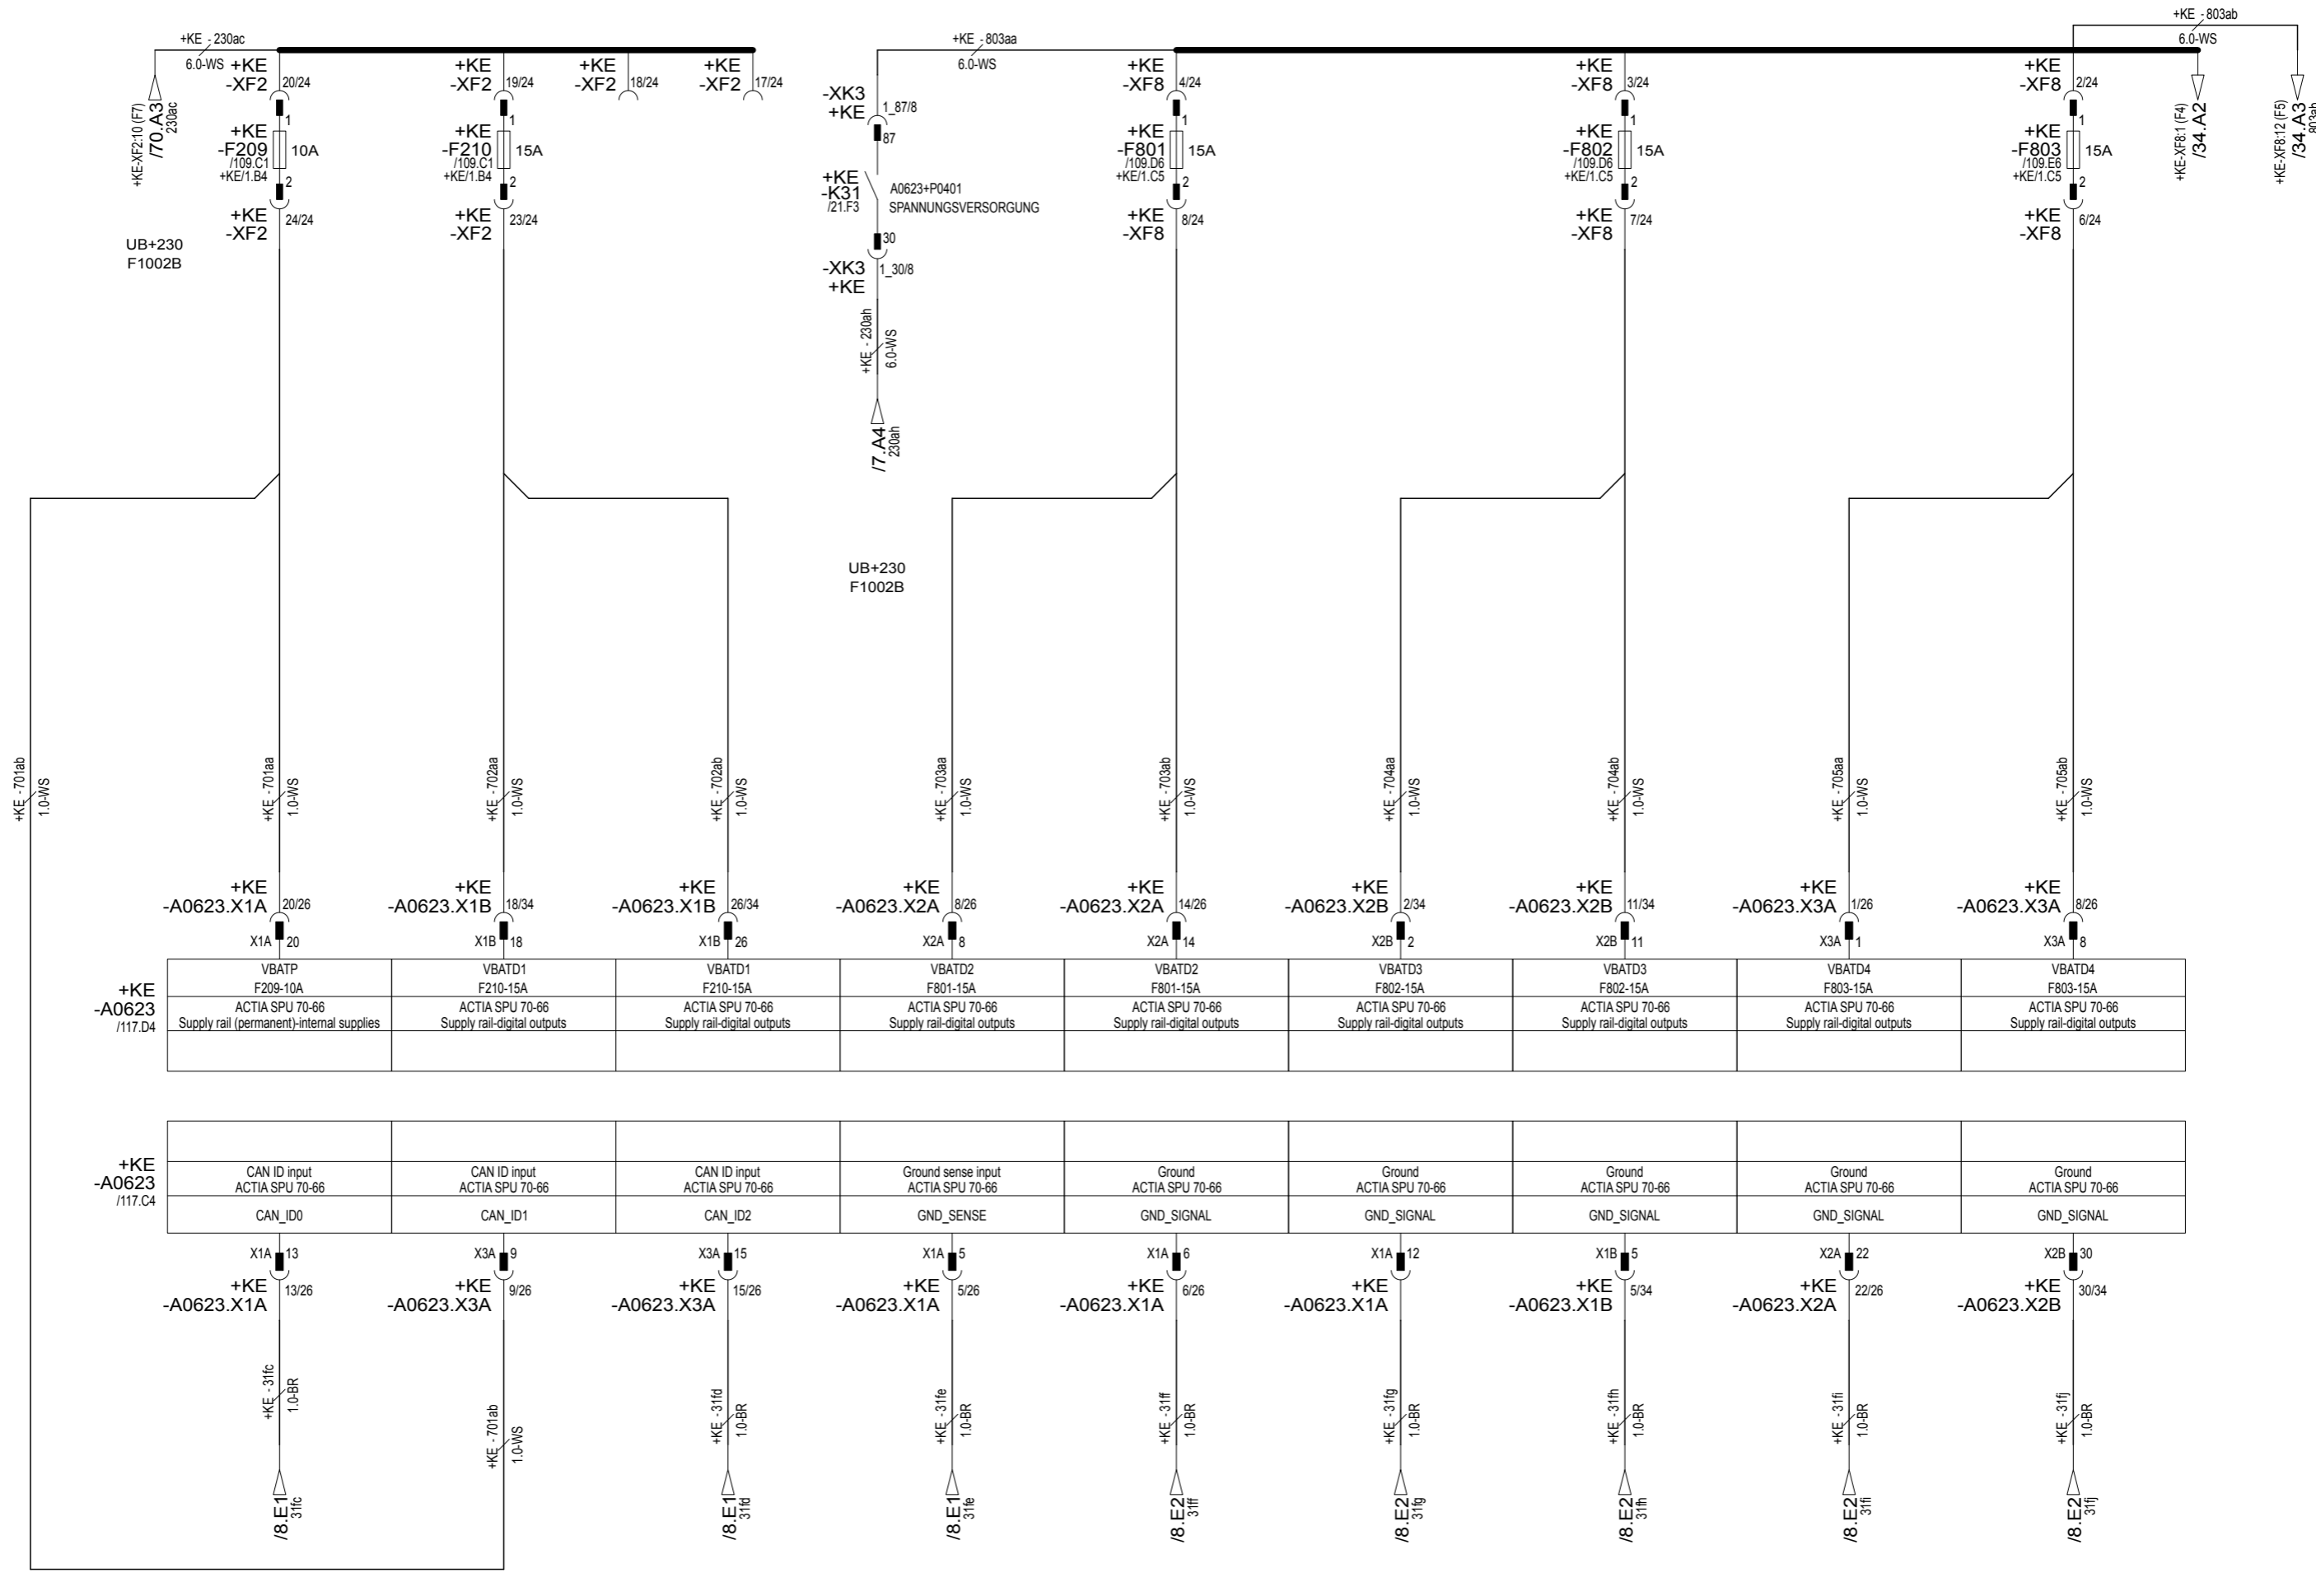 +KE - 230ac
6.0-WS
+KE-XF2:10 (F7)
/70.A3
230ac
+KE
-XF2
20/24
+KE
-XF2
19/24
+KE
-XF2
18/24
+KE
-XF2
17/24
1
+KE
-F209
/109.C1
+KE/1.B4
10A
2
+KE
-XF2
24/24
1
+KE
-F210
/109.C1
+KE/1.B4
15A
2
+KE
-XF2
23/24
UB+230
F1002B
+KE - 803aa
6.0-WS
-XK3
+KE
1_87/8
87
+KE
-K31
/21.F3
A0623+P0401
SPANNUNGSVERSORGUNG
30
-XK3
+KE
1_30/8
+KE - 230ah
6.0-WS
/7.A4
230ah
UB+230
F1002B
+KE
-XF8
4/24
1
+KE
-F801
/109.D6
+KE/1.C5
15A
2
+KE
-XF8
8/24
+KE
-XF8
3/24
1
+KE
-F802
/109.D6
+KE/1.C5
15A
2
+KE
-XF8
7/24
+KE
-XF8
2/24
1
+KE
-F803
/109.E6
+KE/1.C5
15A
2
+KE
-XF8
6/24
+KE - 803ab
6.0-WS
+KE-XF8:1 (F4)
/34.A2
+KE-XF8:12 (F5)
/34.A3
803ab
+KE - 701ab
1.0-WS
+KE - 701aa
1.0-WS
+KE - 702aa
1.0-WS
+KE - 702ab
1.0-WS
+KE - 703aa
1.0-WS
+KE - 703ab
1.0-WS
+KE - 704aa
1.0-WS
+KE - 704ab
1.0-WS
+KE - 705aa
1.0-WS
+KE - 705ab
1.0-WS
+KE
-A0623.X1A
20/26
X1A 20
+KE
-A0623.X1B
18/34
X1B 18
+KE
-A0623.X1B
26/34
X1B 26
+KE
-A0623.X2A
8/26
X2A 8
+KE
-A0623.X2A
14/26
X2A 14
+KE
-A0623.X2B
2/34
X2B 2
+KE
-A0623.X2B
11/34
X2B 11
+KE
-A0623.X3A
1/26
X3A 1
+KE
-A0623.X3A
8/26
X3A 8
+KE
-A0623
/117.D4
VBATP
F209-10A
ACTIA SPU 70-66
Supply rail (permanent)-internal supplies
VBATD1
F210-15A
ACTIA SPU 70-66
Supply rail-digital outputs
VBATD1
F210-15A
ACTIA SPU 70-66
Supply rail-digital outputs
VBATD2
F801-15A
ACTIA SPU 70-66
Supply rail-digital outputs
VBATD2
F801-15A
ACTIA SPU 70-66
Supply rail-digital outputs
VBATD3
F802-15A
ACTIA SPU 70-66
Supply rail-digital outputs
VBATD3
F802-15A
ACTIA SPU 70-66
Supply rail-digital outputs
VBATD4
F803-15A
ACTIA SPU 70-66
Supply rail-digital outputs
VBATD4
F803-15A
ACTIA SPU 70-66
Supply rail-digital outputs
+KE
-A0623
/117.C4
CAN ID input
ACTIA SPU 70-66
CAN_ID0
CAN ID input
ACTIA SPU 70-66
CAN_ID1
CAN ID input
ACTIA SPU 70-66
CAN_ID2
Ground sense input
ACTIA SPU 70-66
GND_SENSE
Ground
ACTIA SPU 70-66
GND_SIGNAL
Ground
ACTIA SPU 70-66
GND_SIGNAL
Ground
ACTIA SPU 70-66
GND_SIGNAL
Ground
ACTIA SPU 70-66
GND_SIGNAL
Ground
ACTIA SPU 70-66
GND_SIGNAL
X1A 13
+KE
-A0623.X1A
13/26
X3A 9
+KE
-A0623.X3A
9/26
X3A 15
+KE
-A0623.X3A
15/26
X1A 5
+KE
-A0623.X1A
5/26
X1A 6
+KE
-A0623.X1A
6/26
X1A 12
+KE
-A0623.X1A
12/26
X1B 5
+KE
-A0623.X1B
5/34
X2A 22
+KE
-A0623.X2A
22/26
X2B 30
+KE
-A0623.X2B
30/34
+KE - 31fc
1.0-BR
/8.E1
31fc
+KE - 701ab
1.0-WS
+KE - 31fd
1.0-BR
/8.E1
31fd
+KE - 31fe
1.0-BR
/8.E1
31fe
+KE - 31ff
1.0-BR
/8.E2
31ff
+KE - 31fg
1.0-BR
/8.E2
31fg
+KE - 31fh
1.0-BR
/8.E2
31fh
+KE - 31fi
1.0-BR
/8.E2
31fi
+KE - 31fj
1.0-BR
/8.E2
31fj